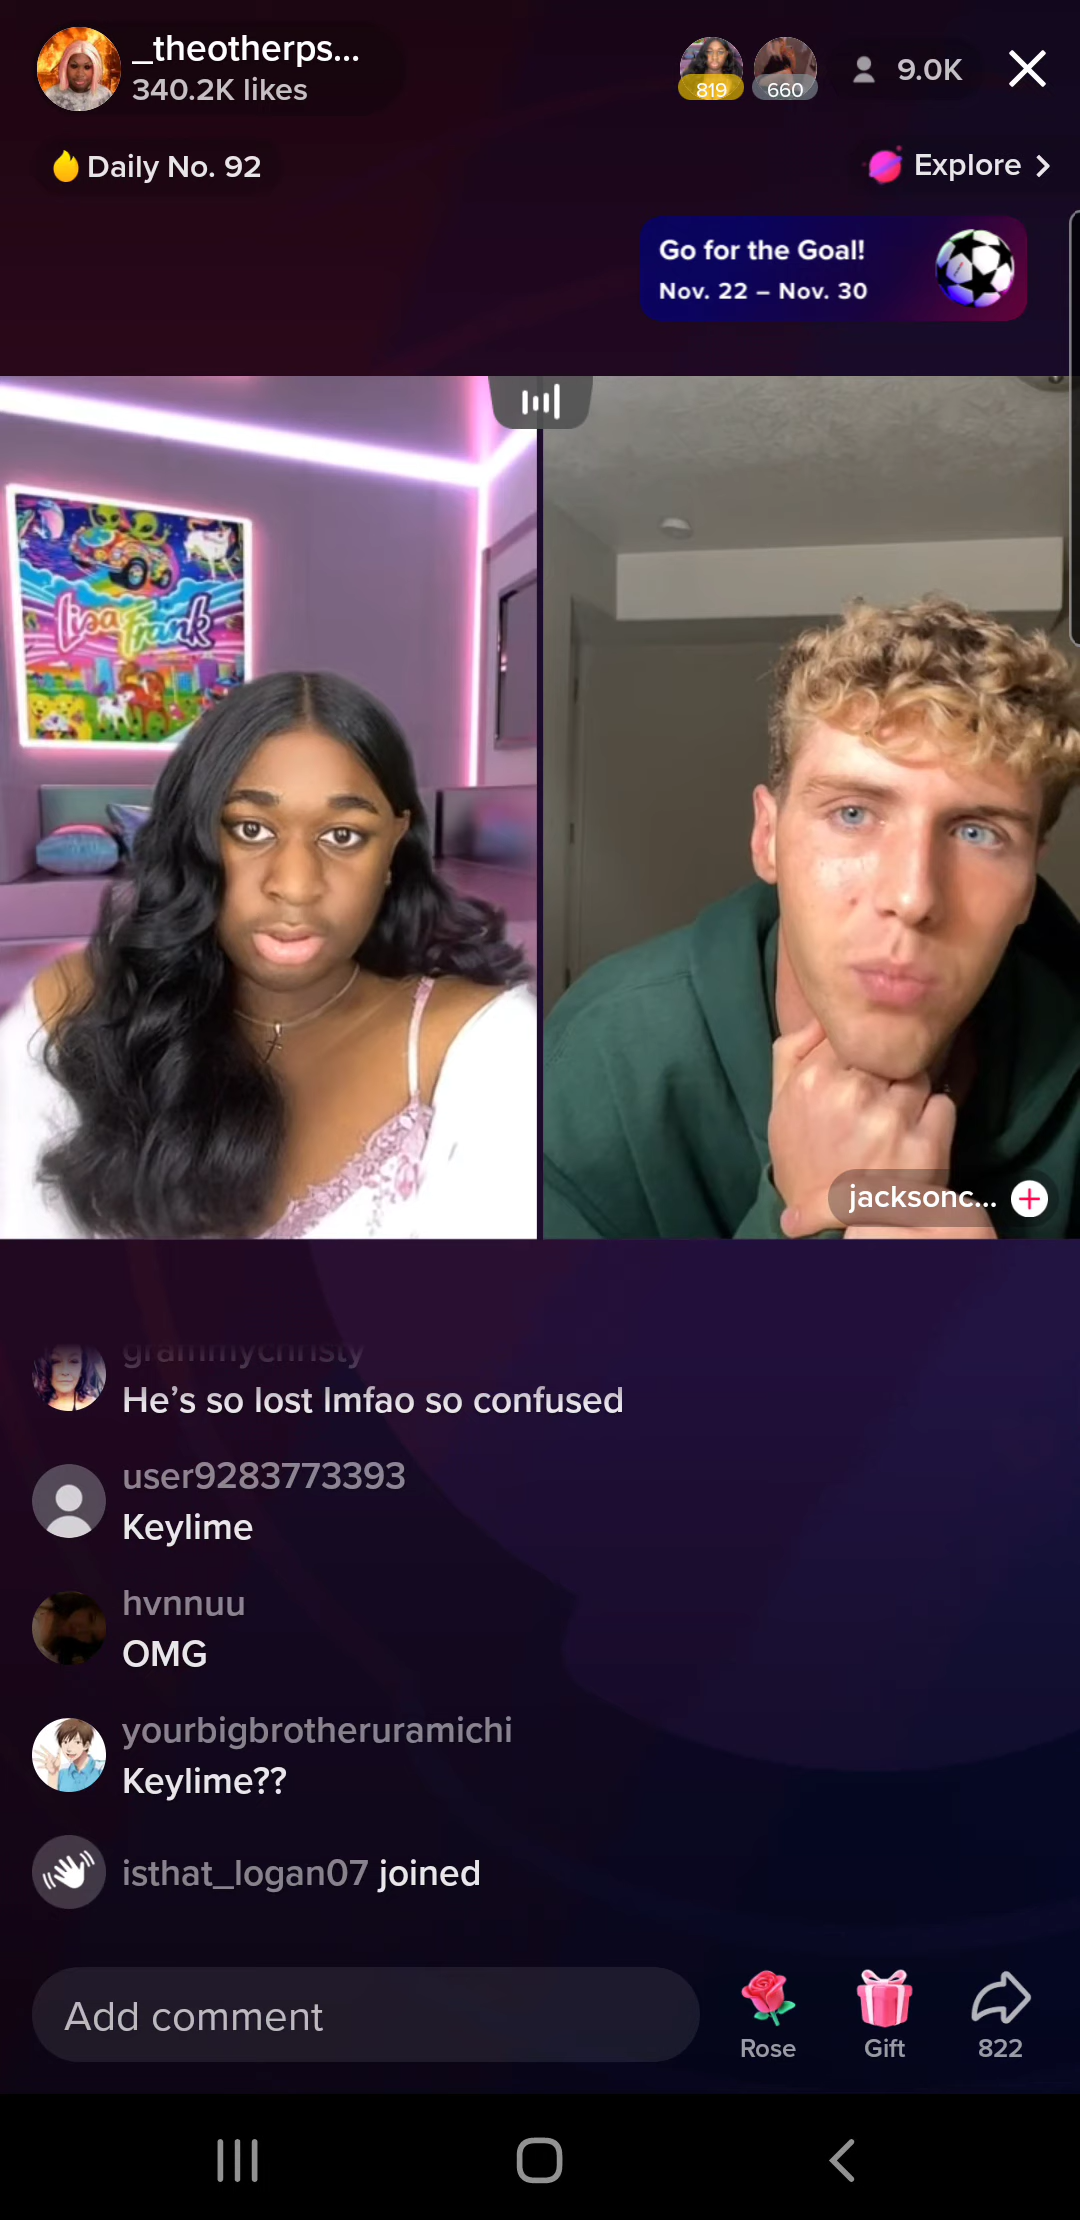 _theotherps...
340.2K likes
819
660
9.0K
Daily No. 92
Explore >
Go for the Goal!
Nov. 22 – Nov. 30
Lisa Frank
jacksonc...
grammychristy
He's so lost lmfao so confused
user9283773393
Keylime
hvnnuu
OMG
yourbigbrotheruramichi
Keylime??
isthat_logan07 joined
Add comment
Rose
Gift
822